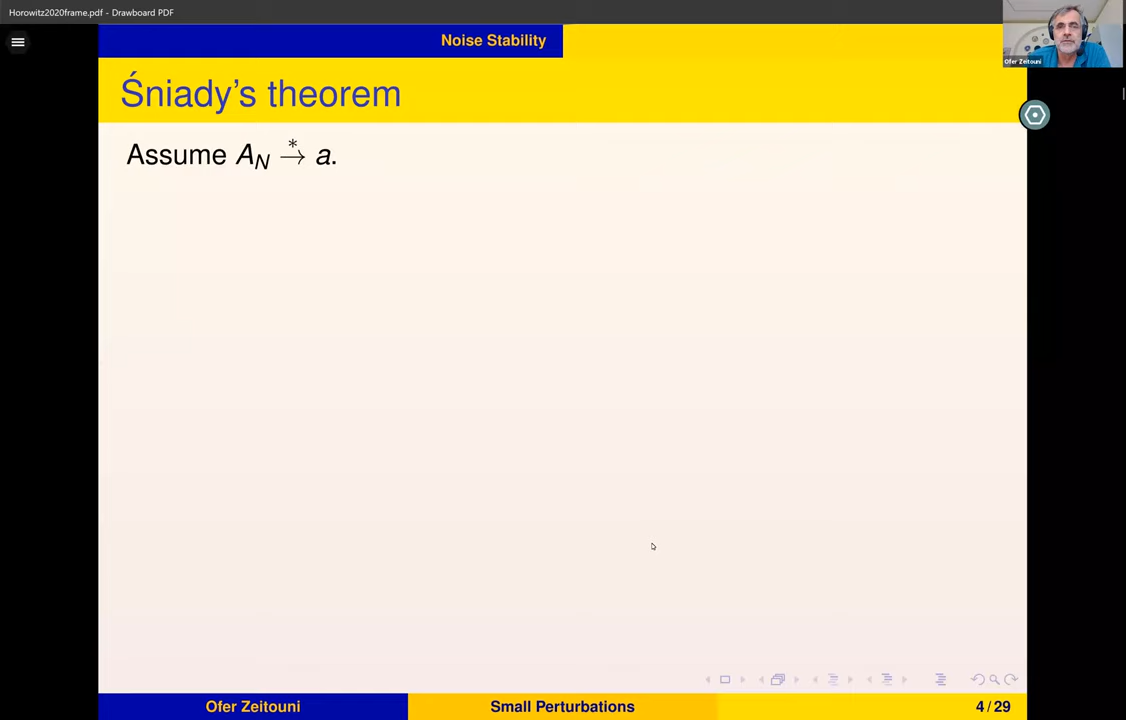 Horowitz2020frame.pdf - Drawboard PDF
Noise Stability
Ofer Zeitouni
Śniady's theorem
Assume A_N →* a.
Ofer Zeitouni Small Perturbations 4 / 29